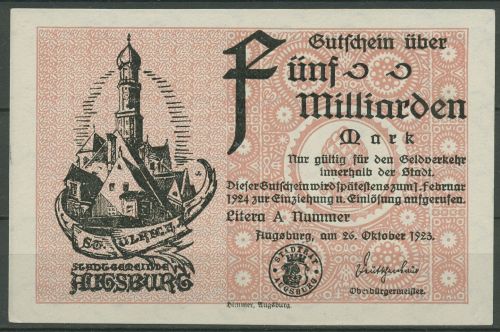 Gutschein über
Fünf
Milliarden
Mark
Nur gültig für den Geldverkehr
innerhalb der Stadt.
Dieser Gutschein wird spätestens zum 1. Februar
1924 zur Einziehung u. Einlösung aufgerufen.
Litera A Nummer
Augsburg, am 26. Oktober 1923.
STADTRAT
AUGSBURG
Oberbürgermeister.
ST. ULRICH
STADTGEMEINDE
AUGSBURG
Himmer, Augsburg.